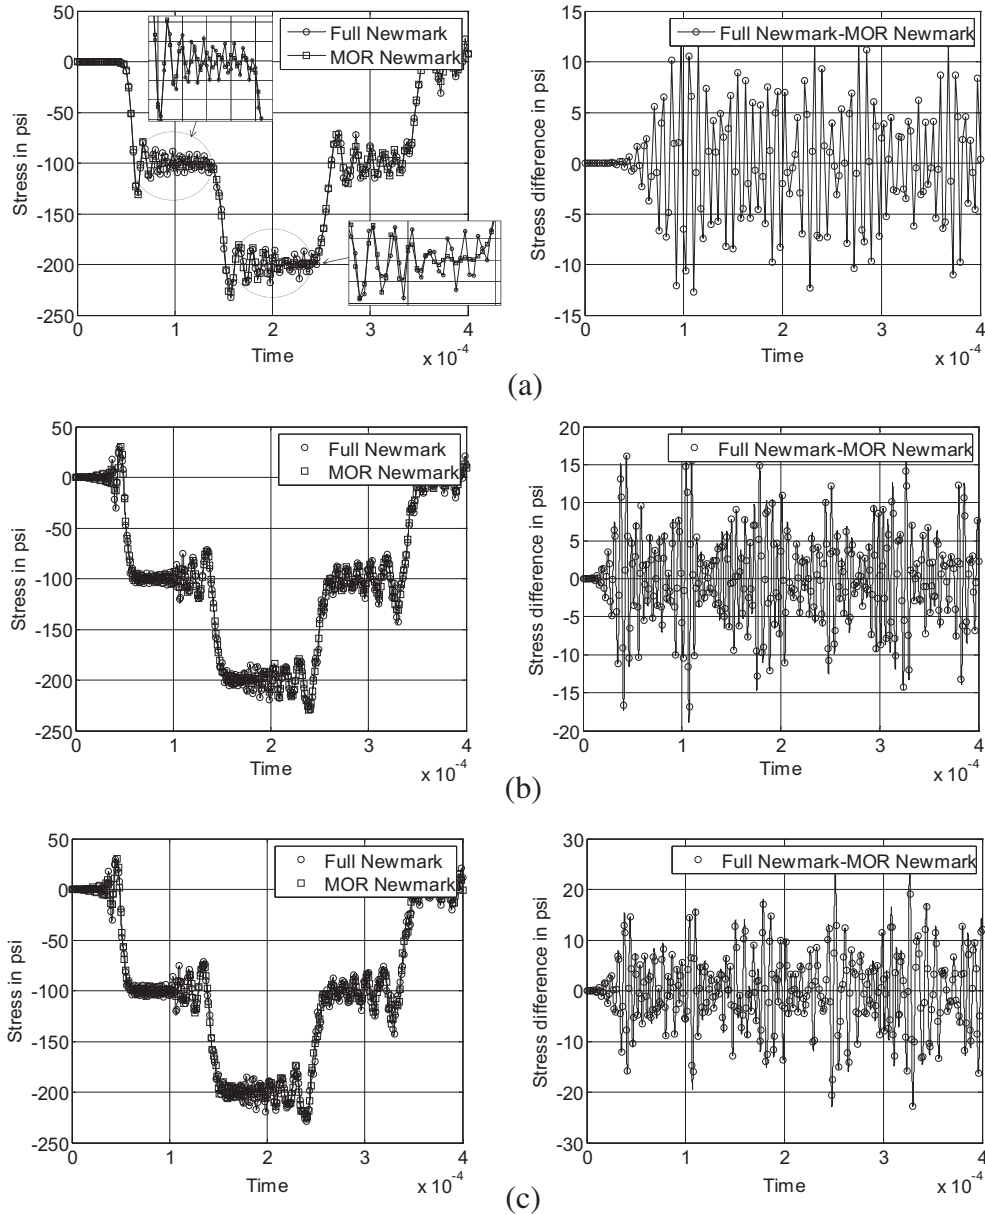 50
0
-50
-100
-150
-200
-250
Stress in psi
Full Newmark
MOR Newmark
0
1
2
3
4
Time
x 10-4
15
10
5
0
-5
-10
-15
Stress difference in psi
Full Newmark-MOR Newmark
0
1
2
3
4
Time
x 10-4
(a)
50
0
-50
-100
-150
-200
-250
Stress in psi
Full Newmark
MOR Newmark
0
1
2
3
4
Time
x 10-4
20
15
10
5
0
-5
-10
-15
-20
Stress difference in psi
Full Newmark-MOR Newmark
0
1
2
3
4
Time
x 10-4
(b)
50
0
-50
-100
-150
-200
-250
Stress in psi
Full Newmark
MOR Newmark
0
1
2
3
4
Time
x 10-4
30
20
10
0
-10
-20
-30
Stress difference in psi
Full Newmark-MOR Newmark
0
1
2
3
4
Time
x 10-4
(c)